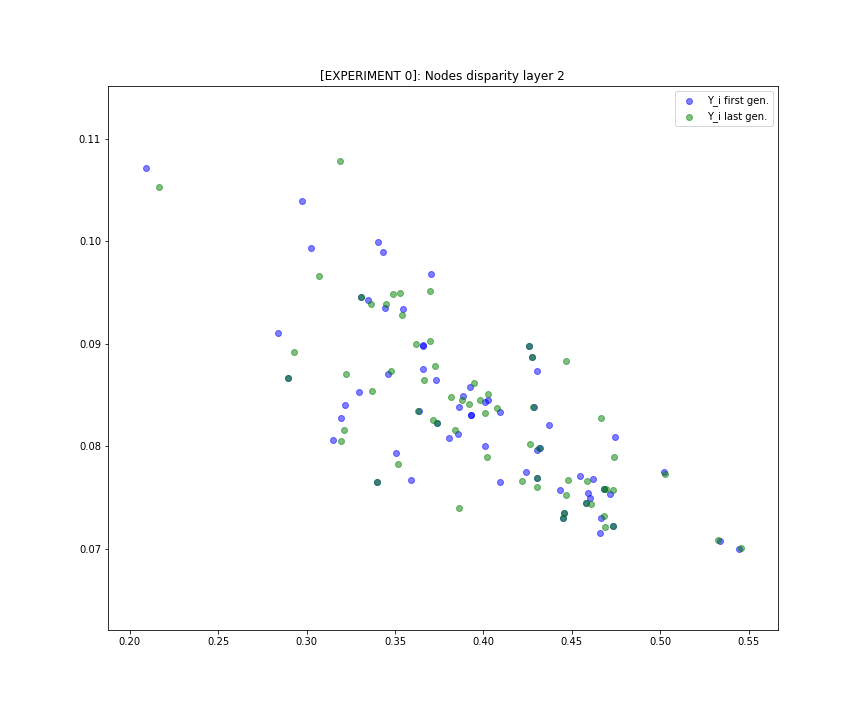 [EXPERIMENT 0]: Nodes disparity layer 2
Y_i first gen.
Y_i last gen.
0.11
0.10
0.09
0.08
0.07
0.20 0.25 0.30 0.35 0.40 0.45 0.50 0.55